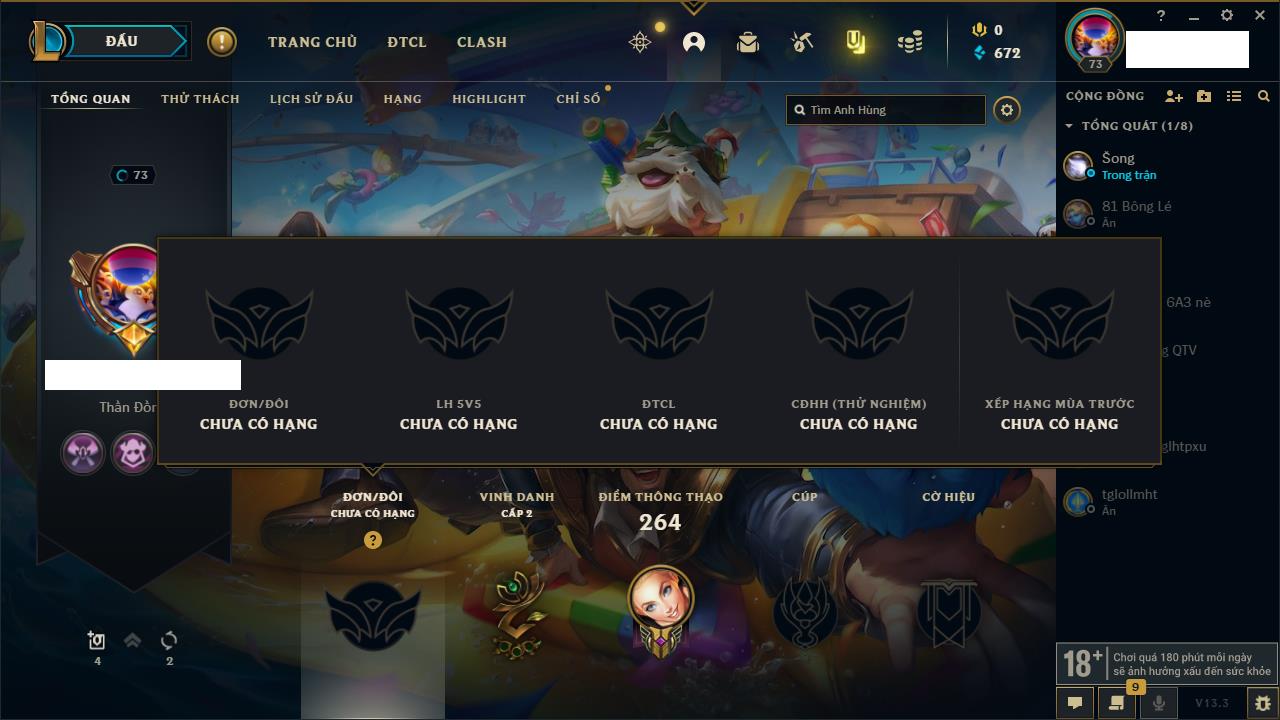 ĐẤU
TRANG CHỦ
ĐTCL
CLASH
0
672
73
TỔNG QUAN
THỬ THÁCH
LỊCH SỬ ĐẤU
HẠNG
HIGHLIGHT
CHỈ SỐ
Tìm Anh Hùng
CỘNG ĐỒNG
TỔNG QUÁT (1/8)
Šong
Trong trận
81 Bông Lé
Ẩn
6A3 nè
g QTV
glhtpxu
tglollmht
Ẩn
73
Thần Đồn
ĐƠN/ĐÔI
CHƯA CÓ HẠNG
LH 5V5
CHƯA CÓ HẠNG
ĐTCL
CHƯA CÓ HẠNG
CĐHH (THỬ NGHIỆM)
CHƯA CÓ HẠNG
XẾP HẠNG MÙA TRƯỚC
CHƯA CÓ HẠNG
ĐƠN/ĐÔI
CHƯA CÓ HẠNG
?
VINH DANH
CẤP 2
ĐIỂM THÔNG THẠO
264
CÚP
CỜ HIỆU
4
2
18+
Chơi quá 180 phút mỗi ngày
sẽ ảnh hưởng xấu đến sức khỏe
9
V13.3